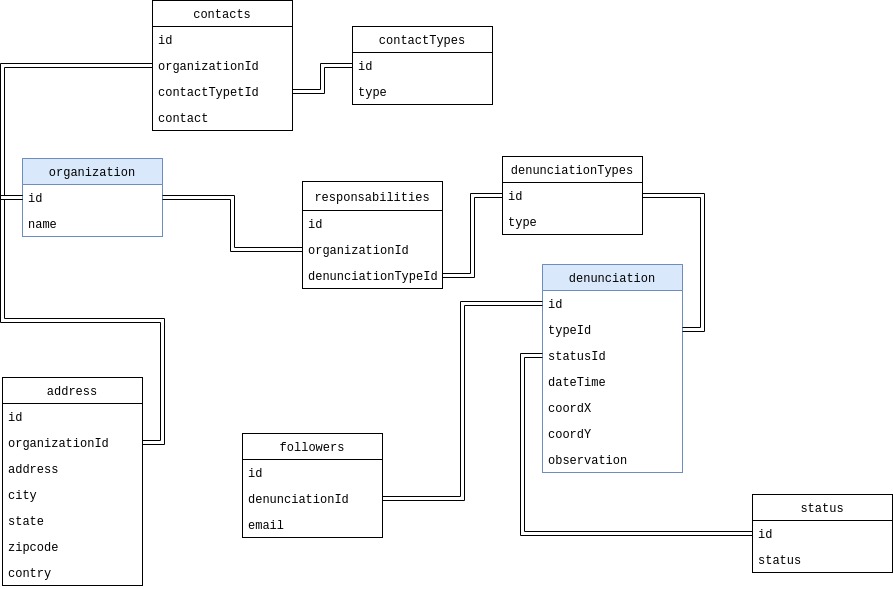 contacts
id
organizationId
contactTypetId
contact
contactTypes
id
type
organization
id
name
responsabilities
id
organizationId
denunciationTypeId
denunciationTypes
id
type
denunciation
id
typeId
statusId
dateTime
coordX
coordY
observation
address
id
organizationId
address
city
state
zipcode
contry
followers
id
denunciationId
email
status
id
status